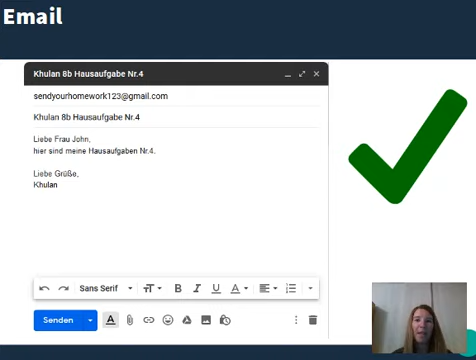 Email
Khulan 8b Hausaufgabe Nr.4
sendyourhomework123@gmail.com
Khulan 8b Hausaufgabe Nr.4
Liebe Frau John,
hier sind meine Hausaufgaben Nr.4.
Liebe Grüße,
Khulan
Sans Serif
Senden